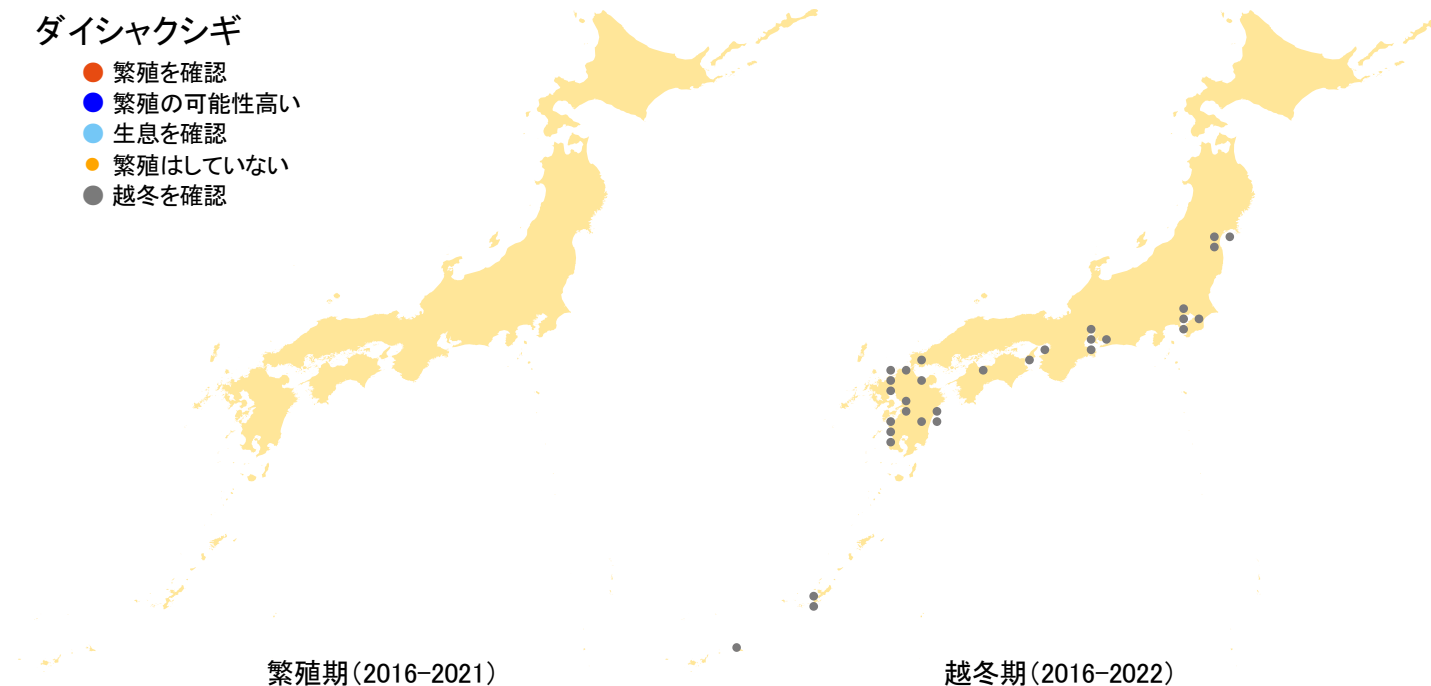 ダイシャクシギ
繁殖を確認
繁殖の可能性高い
生息を確認
繁殖はしていない
越冬を確認
繁殖期(2016-2021)
越冬期(2016-2022)